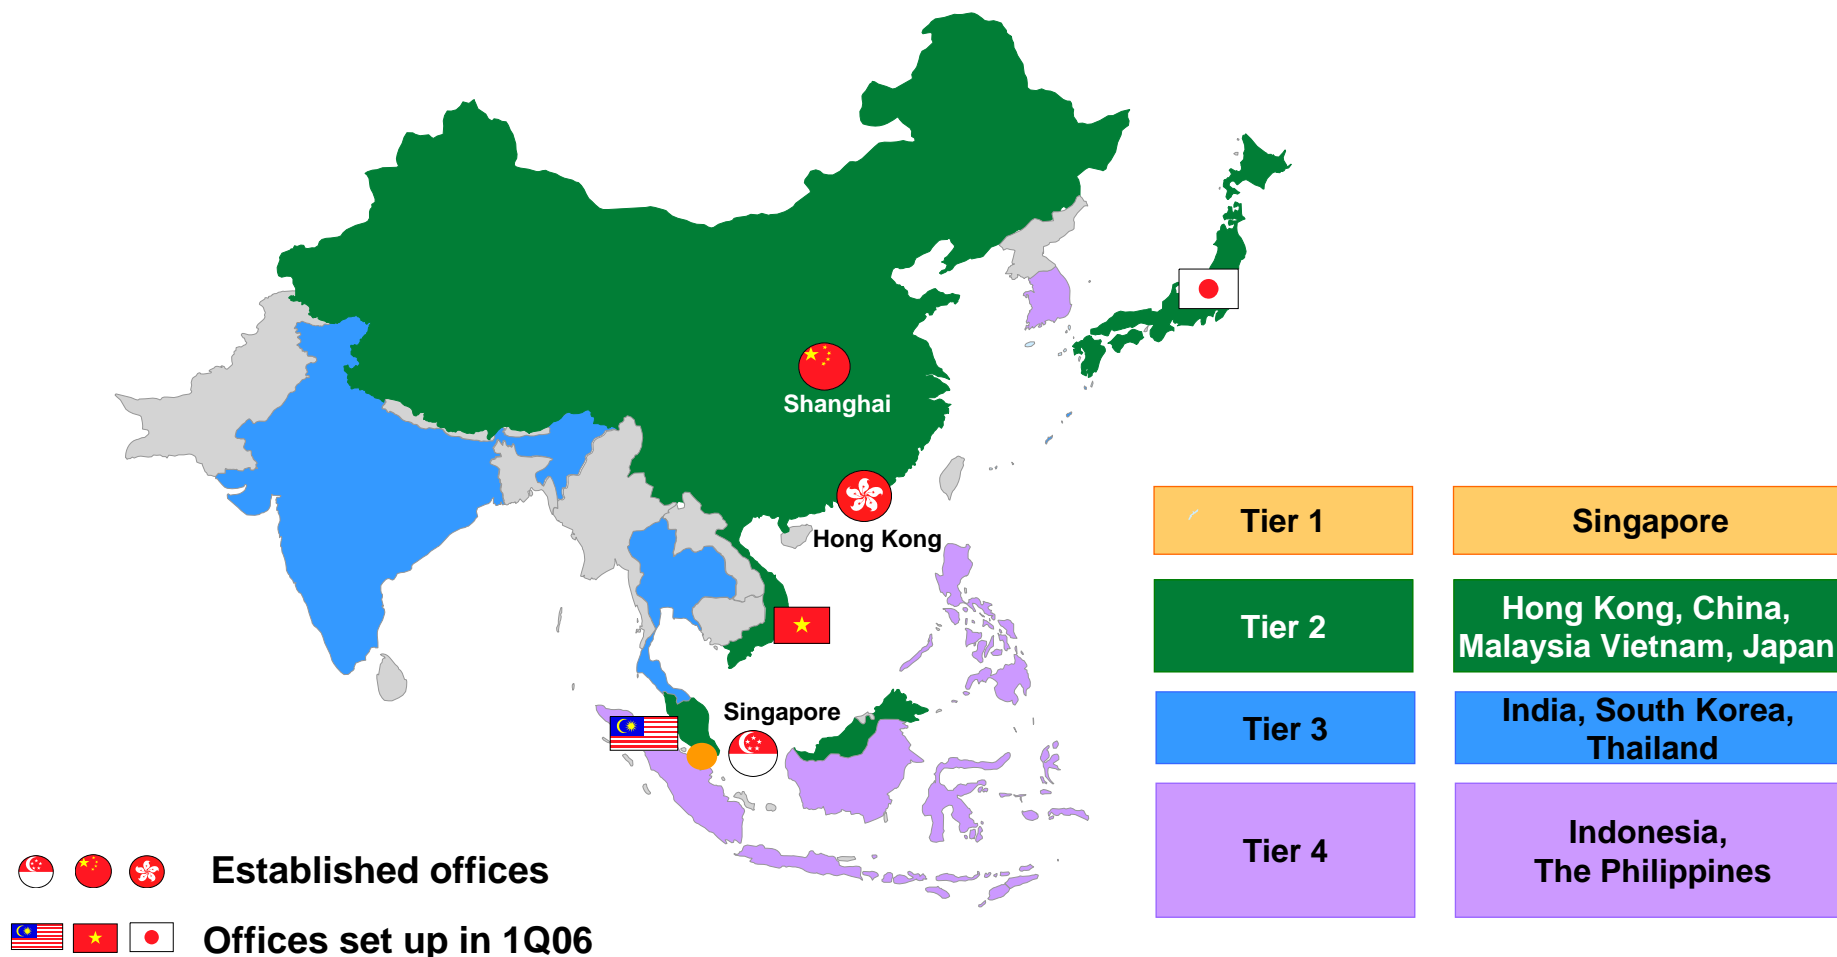 Shanghai
Hong Kong
Singapore
Tier 1
Singapore
Tier 2
Hong Kong, China,
Malaysia Vietnam, Japan
Tier 3
India, South Korea,
Thailand
Tier 4
Indonesia,
The Philippines
Established offices
Offices set up in 1Q06